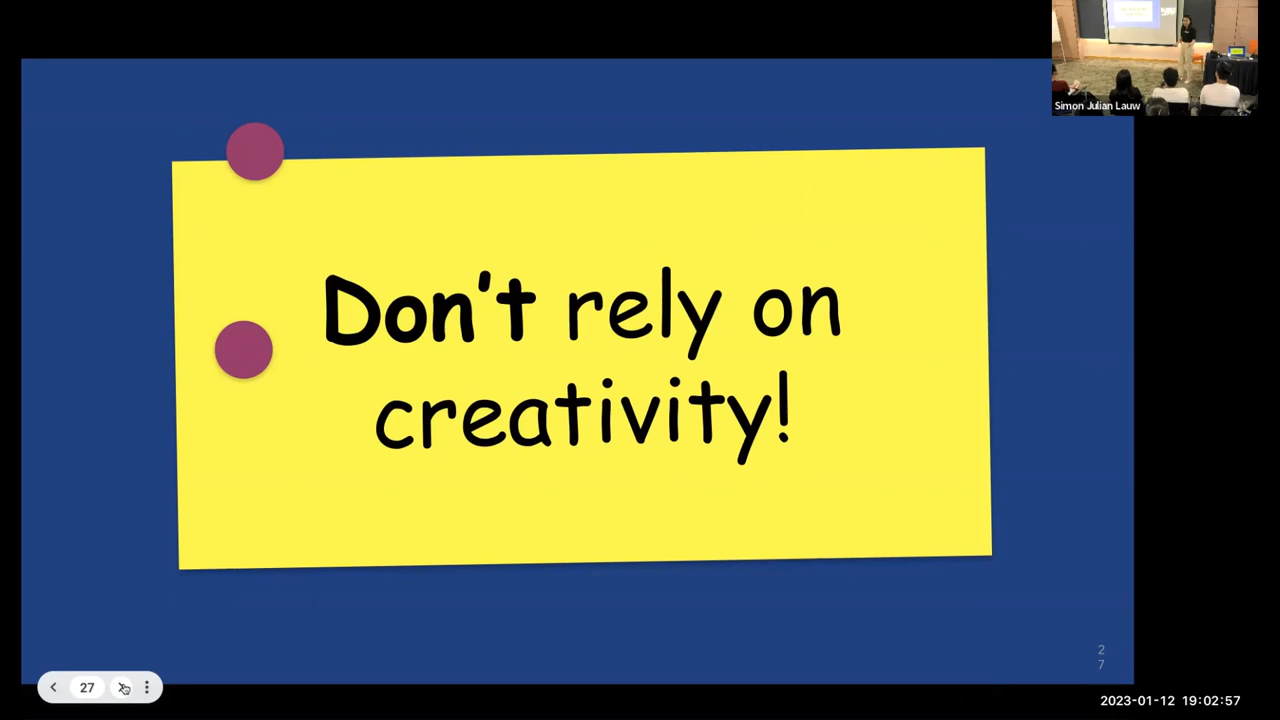 Simon Julian Lauw
Don't rely on
creativity!
2
7
27
2023-01-12 19:02:57